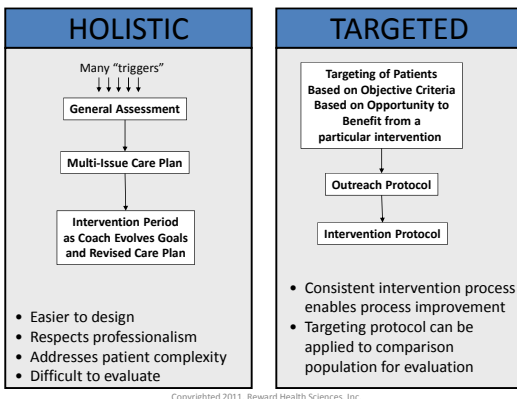 HOLISTIC
Many “triggers”
General Assessment
Multi-Issue Care Plan
Intervention Period
as Coach Evolves Goals
and Revised Care Plan
• Easier to design
• Respects professionalism
• Addresses patient complexity
• Difficult to evaluate
TARGETED
Targeting of Patients
Based on Objective Criteria
Based on Opportunity to
Benefit from a
particular intervention
Outreach Protocol
Intervention Protocol
• Consistent intervention process
enables process improvement
• Targeting protocol can be
applied to comparison
population for evaluation
Copyrighted 2011, Reward Health Sciences, Inc.